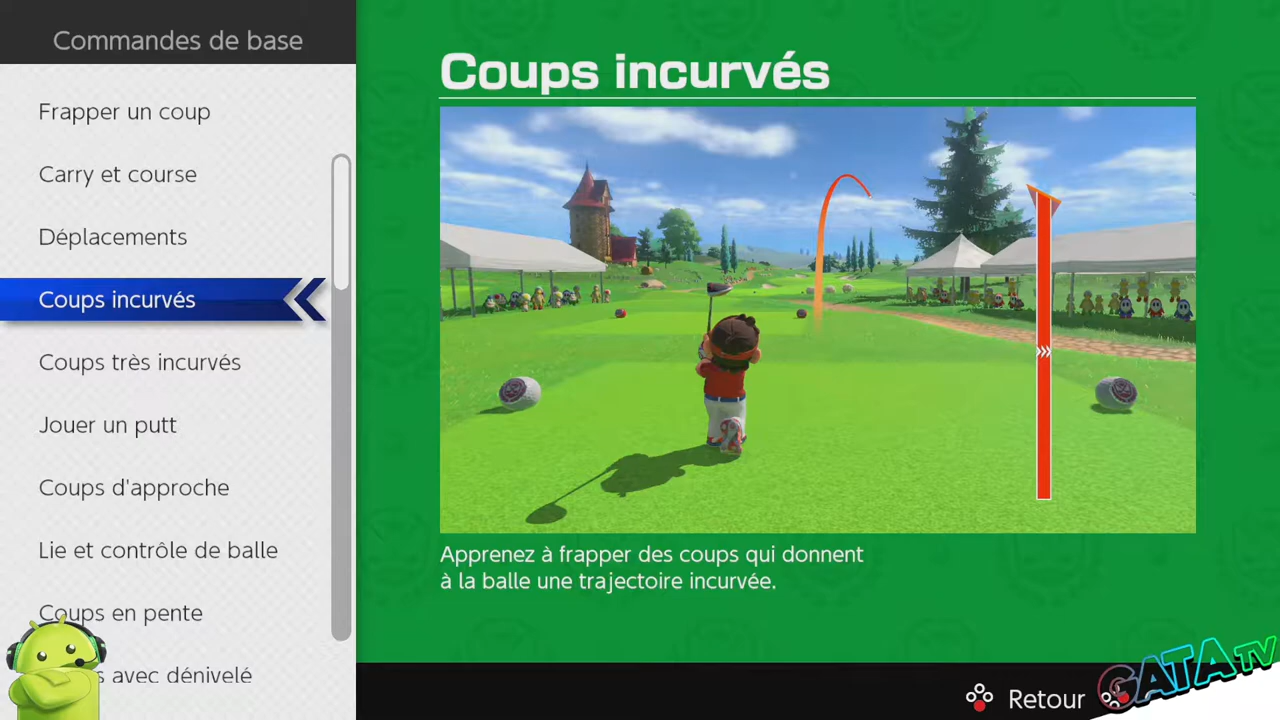 Commandes de base
Frapper un coup
Carry et course
Déplacements
Coups incurvés
Coups très incurvés
Jouer un putt
Coups d'approche
Lie et contrôle de balle
Coups en pente
avec dénivelé
Coups incurvés
Apprenez à frapper des coups qui donnent
à la balle une trajectoire incurvée.
Retour
GATA TV